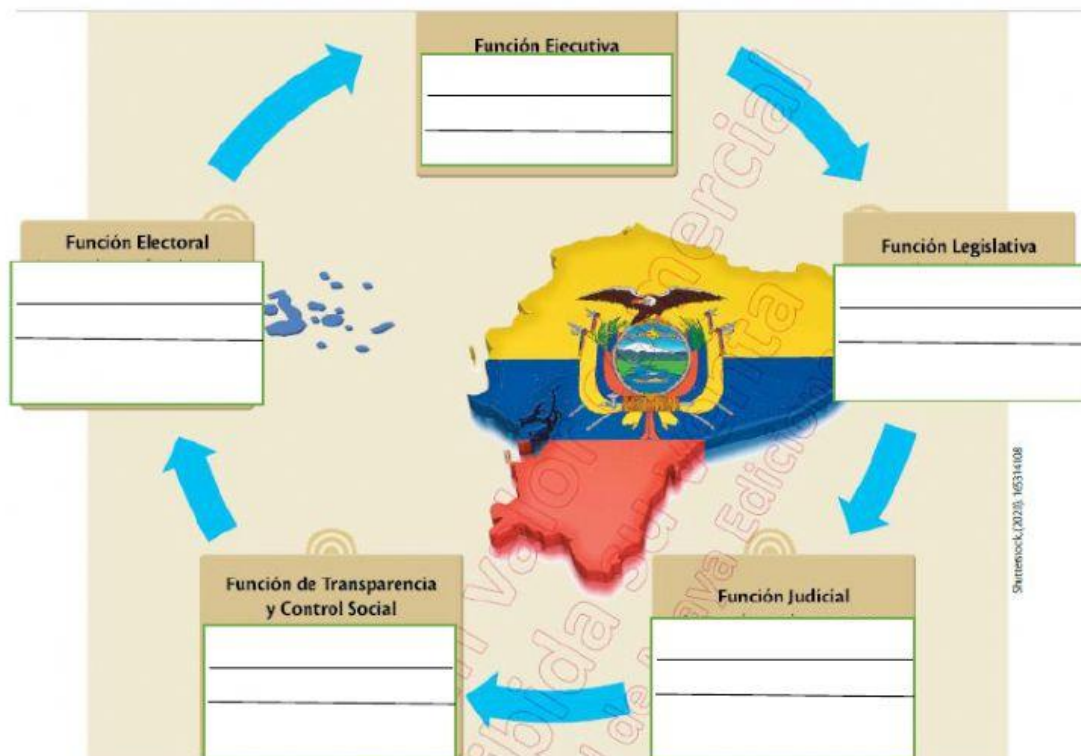 Función Ejecutiva
Función Electoral
Función Legislativa
Función de Transparencia
y Control Social
Función Judicial
Shutterstock, (2020). 165314108